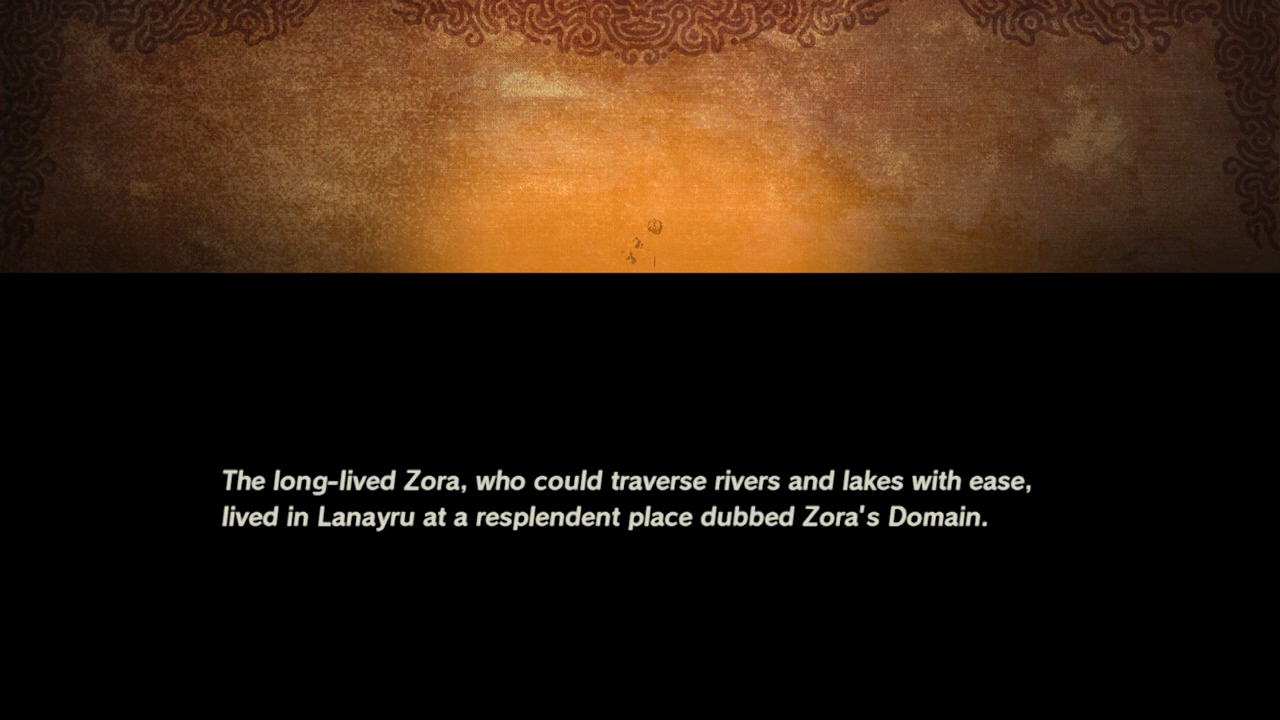 The long-lived Zora, who could traverse rivers and lakes with ease,
lived in Lanayru at a resplendent place dubbed Zora's Domain.